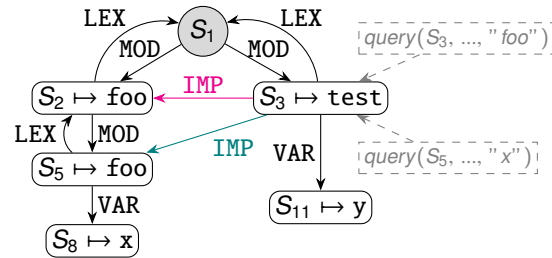 LEX S₁ LEX
MOD MOD
query(S₃, ..., "foo")
S₂ ↦ foo IMP S₃ ↦ test
LEX MOD IMP VAR
query(S₅, ..., "x")
S₅ ↦ foo
VAR
S₁₁ ↦ y
S₈ ↦ x